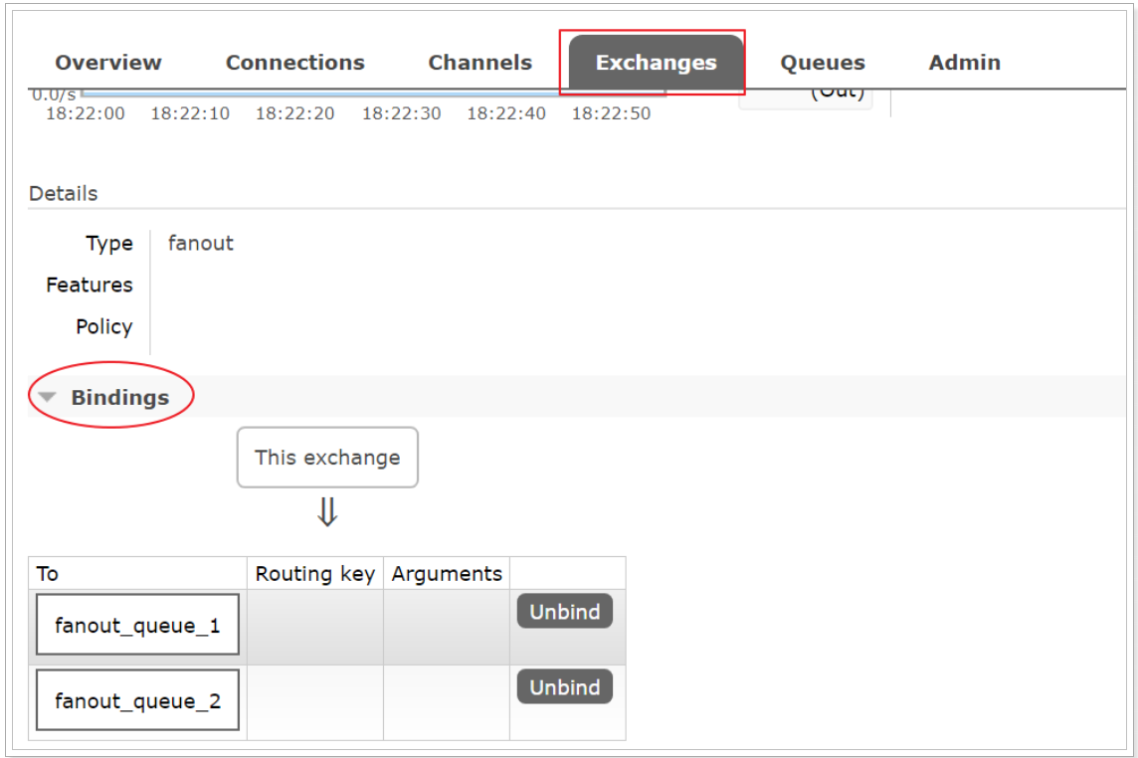 Overview Connections Channels Exchanges Queues Admin
0.0/s (Out)
18:22:00 18:22:10 18:22:20 18:22:30 18:22:40 18:22:50
Details
Type fanout
Features
Policy
Bindings
This exchange
⇓
To Routing key Arguments
fanout_queue_1 Unbind
fanout_queue_2 Unbind